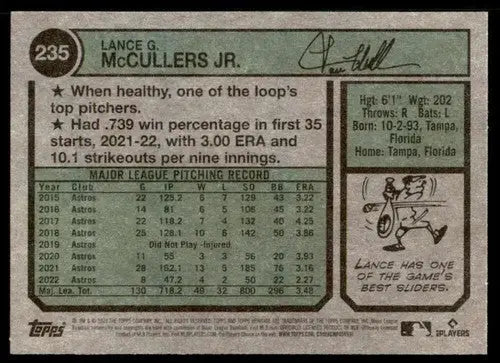 235
LANCE G.
McCULLERS JR.
★ When healthy, one of the loop's
top pitchers.
★ Had .739 win percentage in first 35
starts, 2021-22, with 3.00 ERA and
10.1 strikeouts per nine innings.
Hgt: 6'1" Wgt: 202
Throws: R Bats: L
Born: 10-2-93, Tampa,
Florida
Home: Tampa, Florida
MAJOR LEAGUE PITCHING RECORD
Year Club G IP W L SO BB ERA
2015 Astros 22 125.2 6 7 129 43 3.22
2016 Astros 14 81 6 5 106 45 3.22
2017 Astros 22 118.2 7 4 132 40
2018 Astros 25 128.1 10 6 142 50 3.86
2019 Astros Did Not Play -Injured-
2020 Astros 11 55 3 3 56 20 3.93
2021 Astros 28 162.1 13 5 185 75 3.16
2022 Astros 8 47.2 4 2 50 22 2.27
Maj. Lea. Tot. 130 718.2 49 32 800 296 3.48
LANCE HAS
ONE OF THE
GAME'S BEST
SLIDERS.
TOPPS
PLAYERS